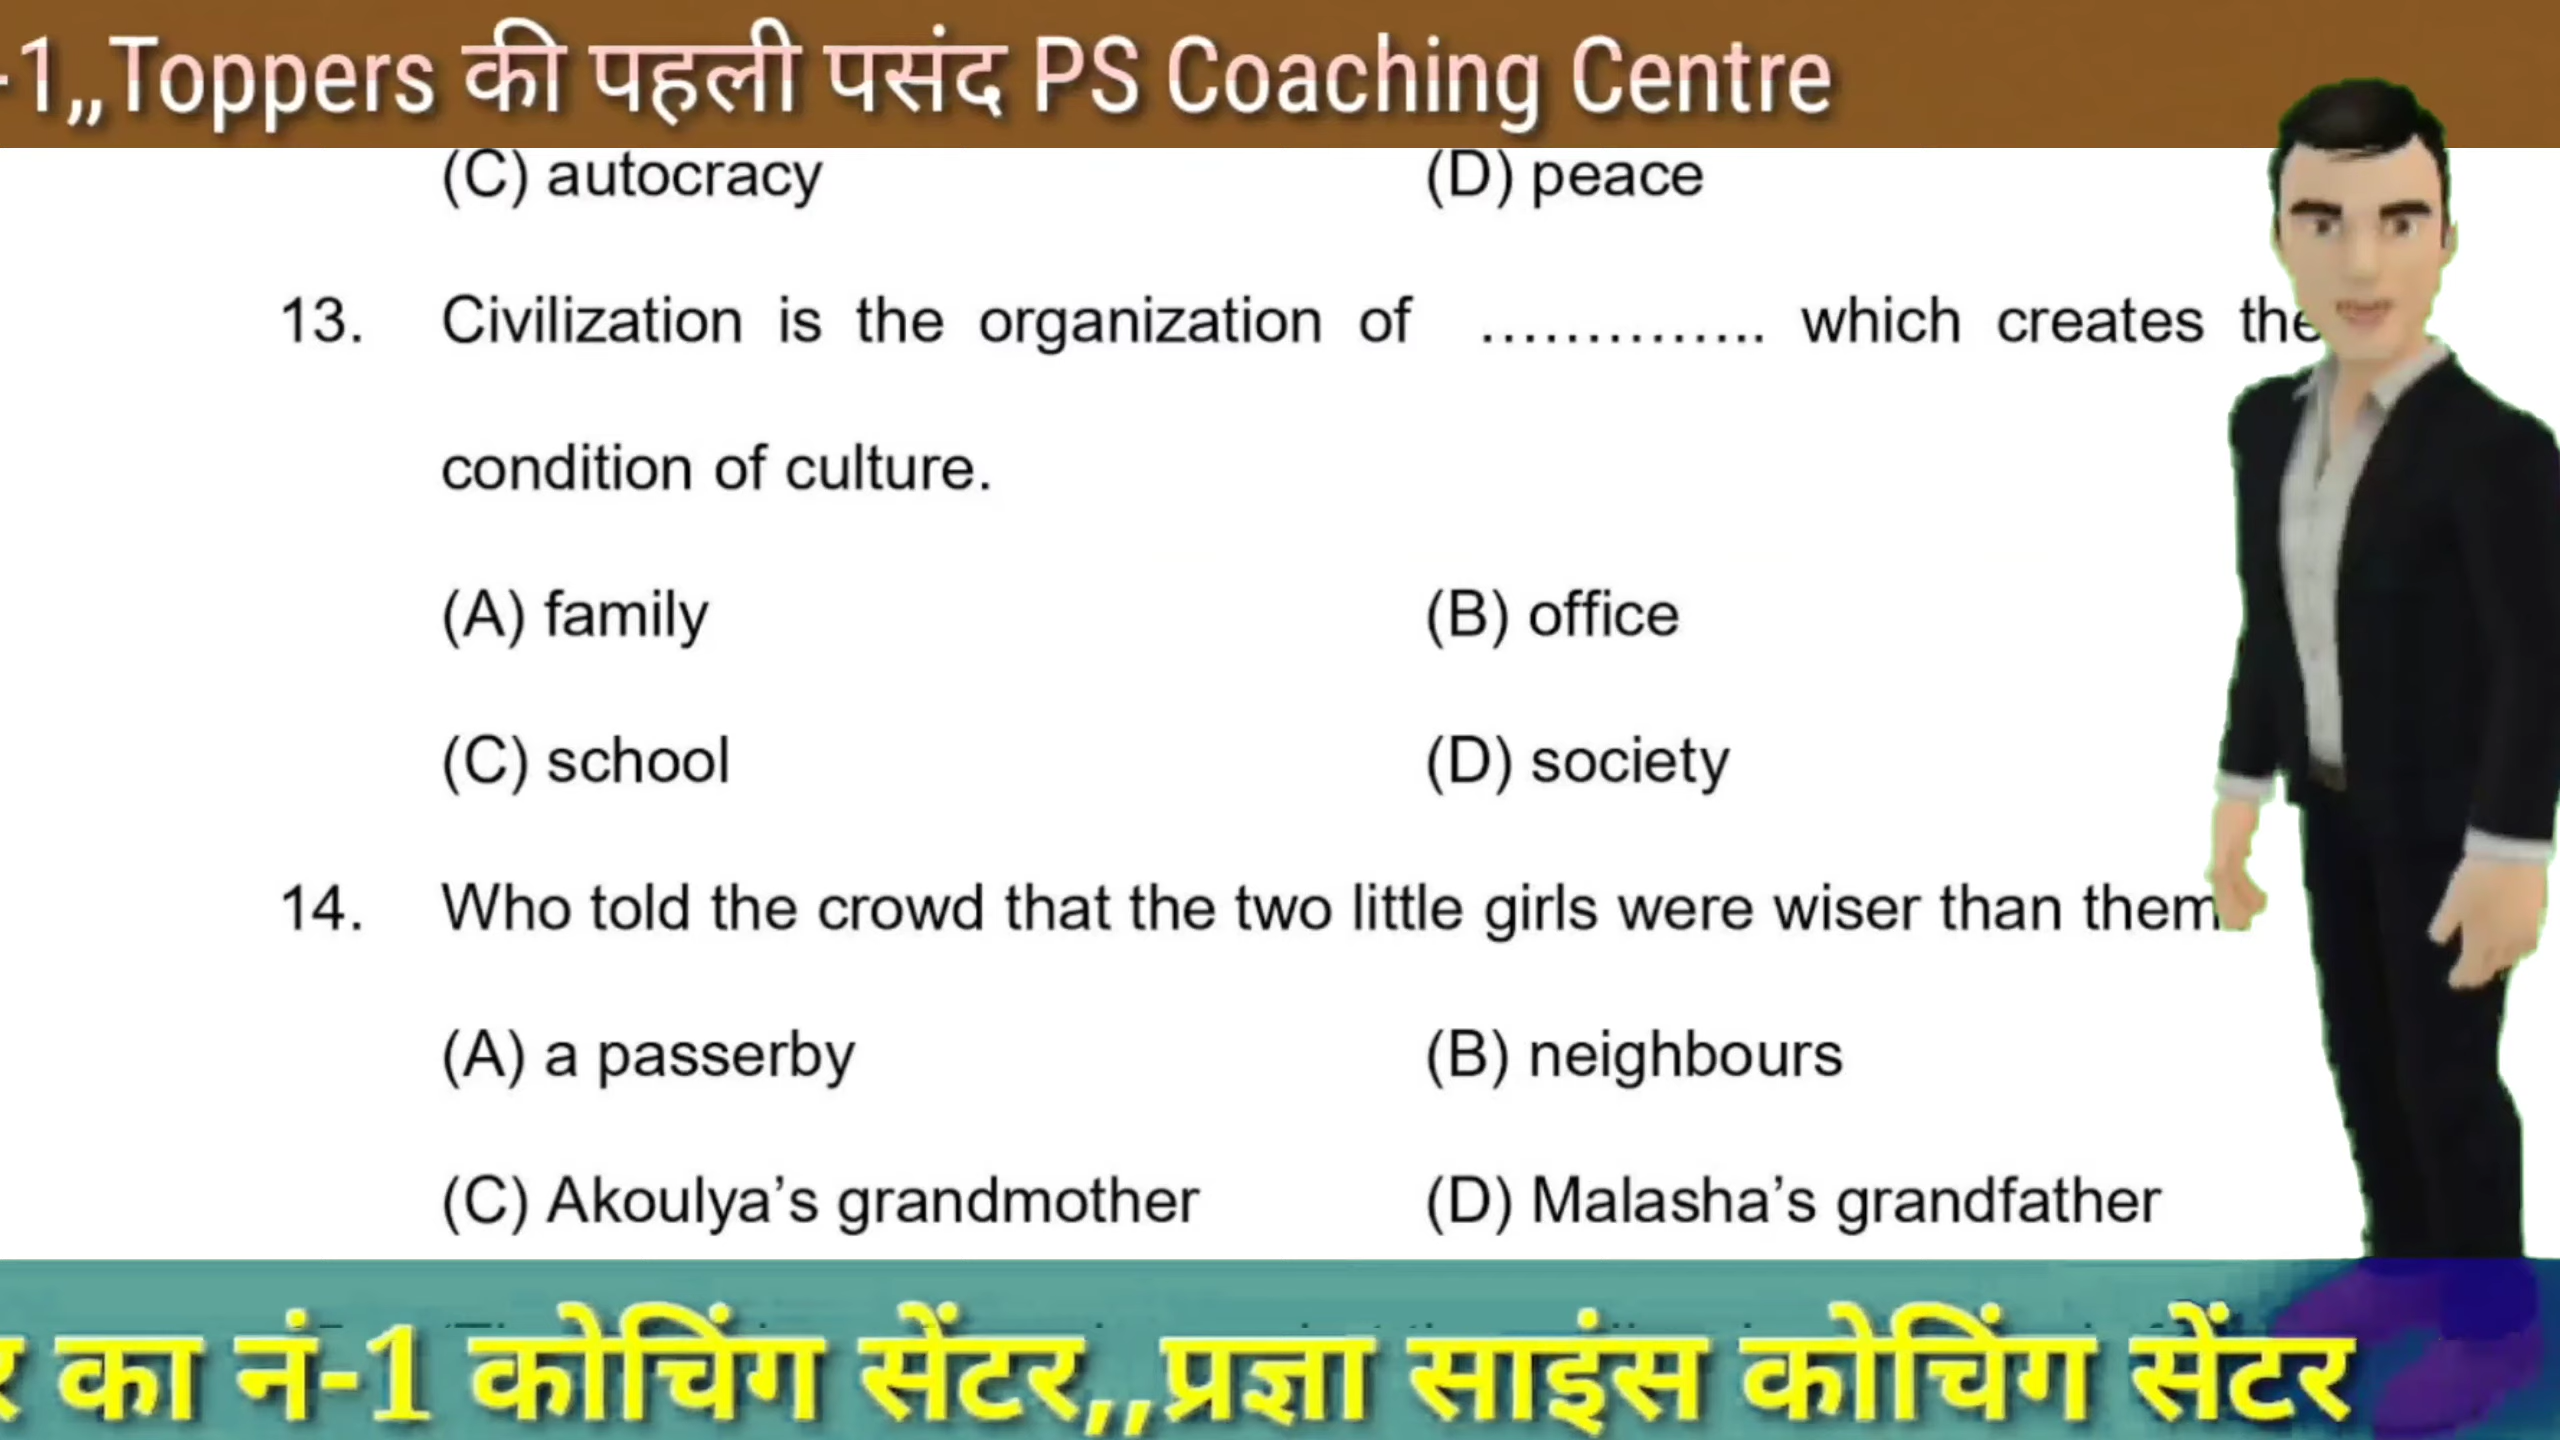 -1,,Toppers की पहली पसंद PS Coaching Centre
(C) autocracy (D) peace
13. Civilization is the organization of ………….. which creates the
condition of culture.
(A) family (B) office
(C) school (D) society
14. Who told the crowd that the two little girls were wiser than them
(A) a passerby (B) neighbours
(C) Akoulya’s grandmother (D) Malasha’s grandfather
का नं-1 कोचिंग सेंटर,,प्रज्ञा साइंस कोचिंग सेंटर